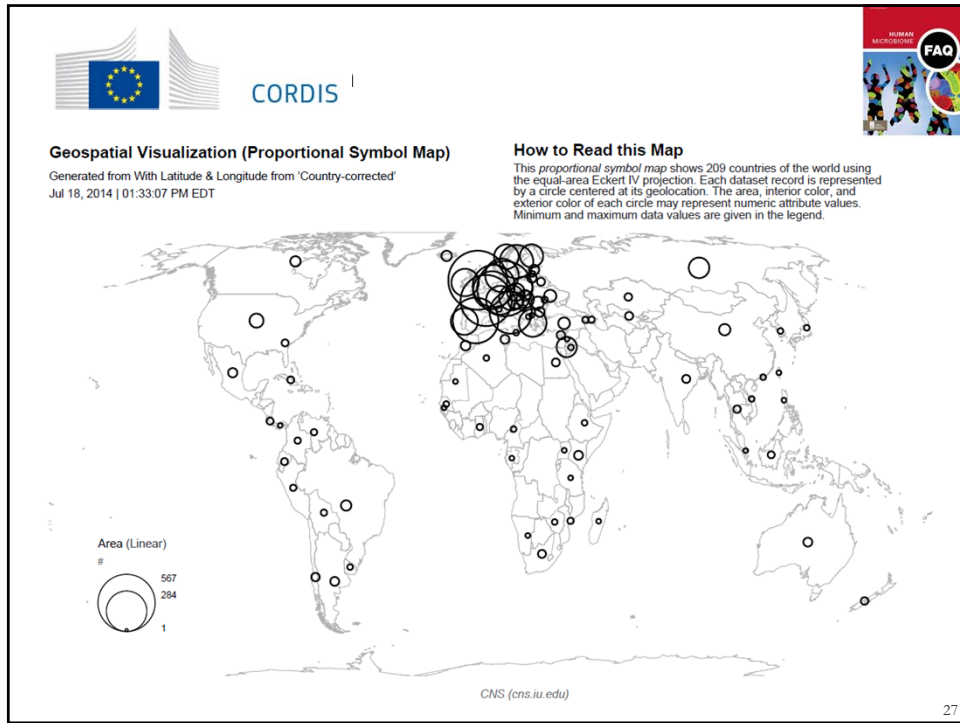 CORDIS
HUMAN
MICROBIOME
FAQ
Geospatial Visualization (Proportional Symbol Map)
Generated from With Latitude & Longitude from 'Country-corrected'
Jul 18, 2014 | 01:33:07 PM EDT
How to Read this Map
This proportional symbol map shows 209 countries of the world using
the equal-area Eckert IV projection. Each dataset record is represented
by a circle centered at its geolocation. The area, interior color, and
exterior color of each circle may represent numeric attribute values.
Minimum and maximum data values are given in the legend.
Area (Linear)
#
567
284
1
CNS (cns.iu.edu)
27